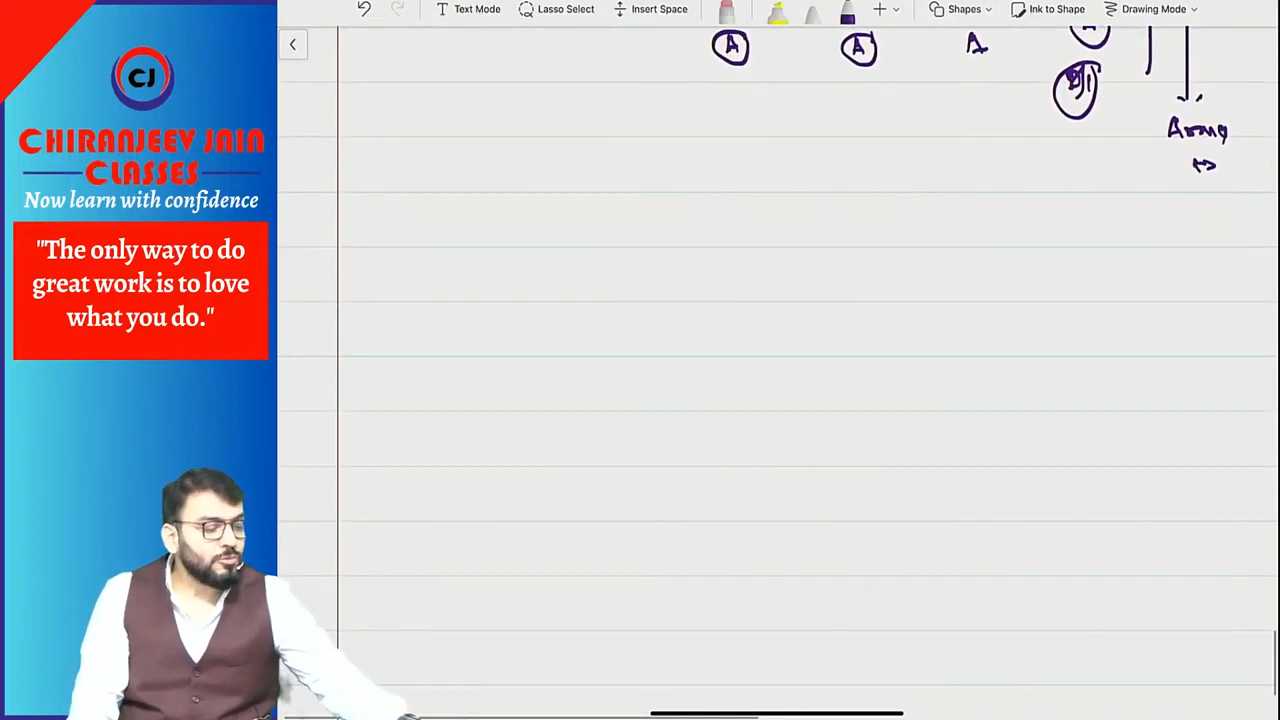 Text Mode
Lasso Select
Insert Space
Shapes
Ink to Shape
Drawing Mode
CJ
CHIRANJEEV JAIN
CLASSES
Now learn with confidence
"The only way to do
great work is to love
what you do."
A
A
A